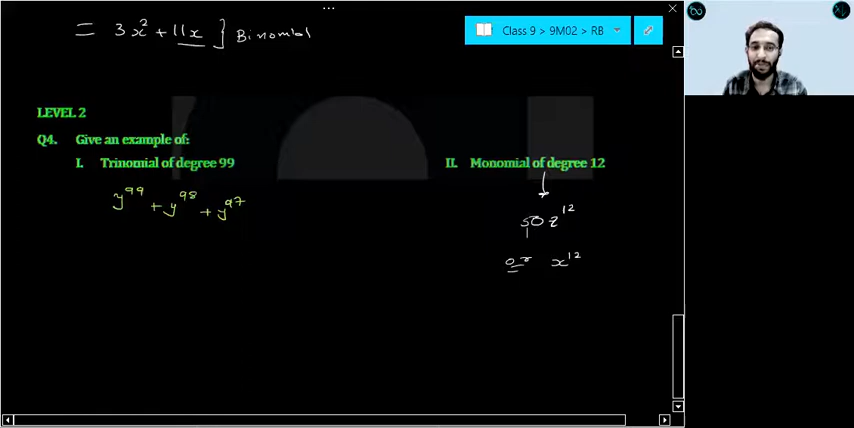 = 3x² + 11x } Binomial
Class 9 > 9M02 > RB
LEVEL 2
Q4. Give an example of:
I. Trinomial of degree 99
II. Monomial of degree 12
y⁹⁹ + y⁹⁸ + y⁹⁷
50z¹²
or x¹²